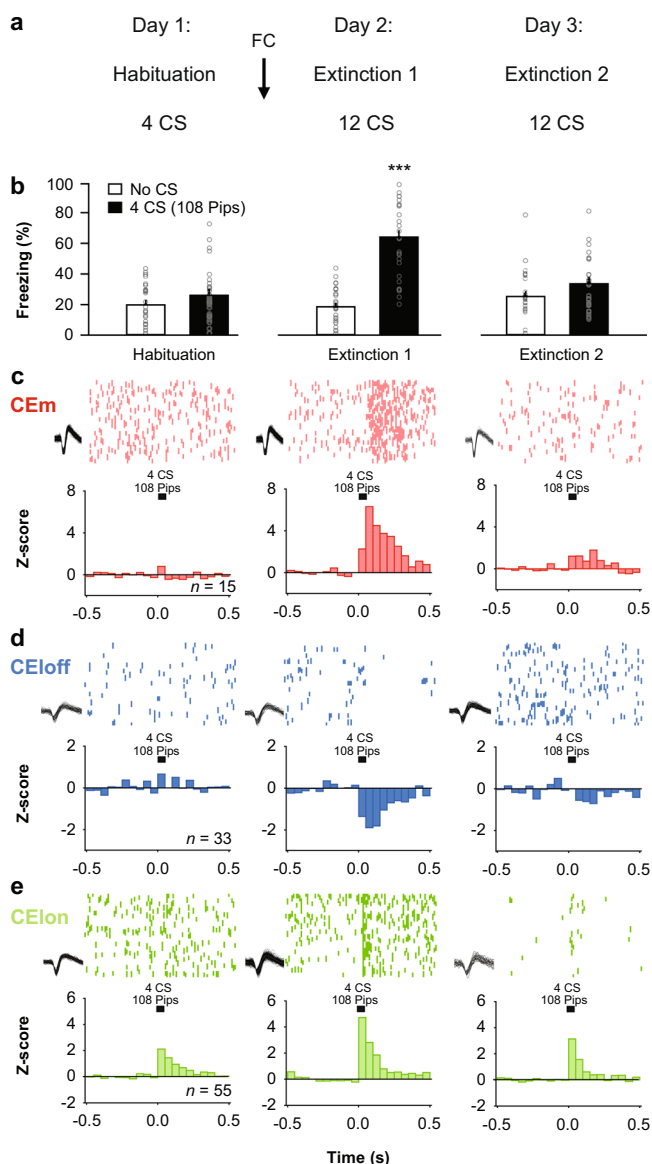 a
Day 1:
FC
Day 2:
Day 3:
Habituation
Extinction 1
Extinction 2
4 CS
12 CS
12 CS
b
***
No CS
4 CS (108 Pips)
Freezing (%)
100
80
60
40
20
0
Habituation
Extinction 1
Extinction 2
c
CEm
4 CS
108 Pips
4 CS
108 Pips
4 CS
108 Pips
Z-score
8
4
0
8
4
0
8
4
0
n = 15
-0.5 0.0 0.5
-0.5 0.0 0.5
-0.5 0.0 0.5
d
CEloff
4 CS
108 Pips
4 CS
108 Pips
4 CS
108 Pips
Z-score
2
0
-2
2
0
-2
2
0
-2
n = 33
-0.5 0.0 0.5
-0.5 0.0 0.5
-0.5 0.0 0.5
e
CElon
4 CS
108 Pips
4 CS
108 Pips
4 CS
108 Pips
Z-score
6
4
2
0
-2
6
4
2
0
-2
6
4
2
0
-2
n = 55
-0.5 0.0 0.5
-0.5 0.0 0.5
-0.5 0.0 0.5
Time (s)